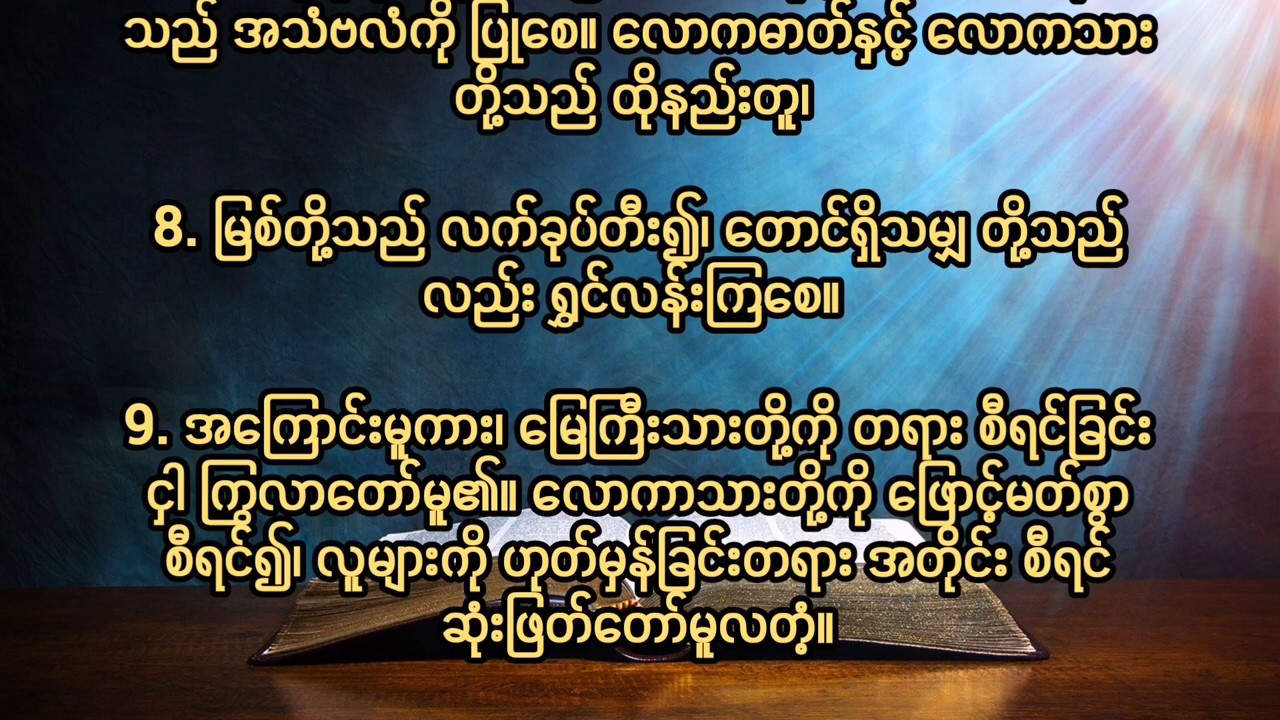 သည် အသံဗလံကို ပြုစေ။ လောကဓာတ်နှင့် လောကသား
တို့သည် ထိုနည်းတူ၊
8. မြစ်တို့သည် လက်ခုပ်တီး၍၊ တောင်ရှိသမျှ တို့သည်
လည်း ရွှင်လန်းကြစေ။
9. အကြောင်းမူကား၊ မြေကြီးသားတို့ကို တရား စီရင်ခြင်း
ငှါ ကြွလာတော်မူ၏။ လောကာသားတို့ကို ဖြောင့်မတ်စွာ
စီရင်၍၊ လူများကို ဟုတ်မှန်ခြင်းတရား အတိုင်း စီရင်
ဆုံးဖြတ်တော်မူလတံ့။